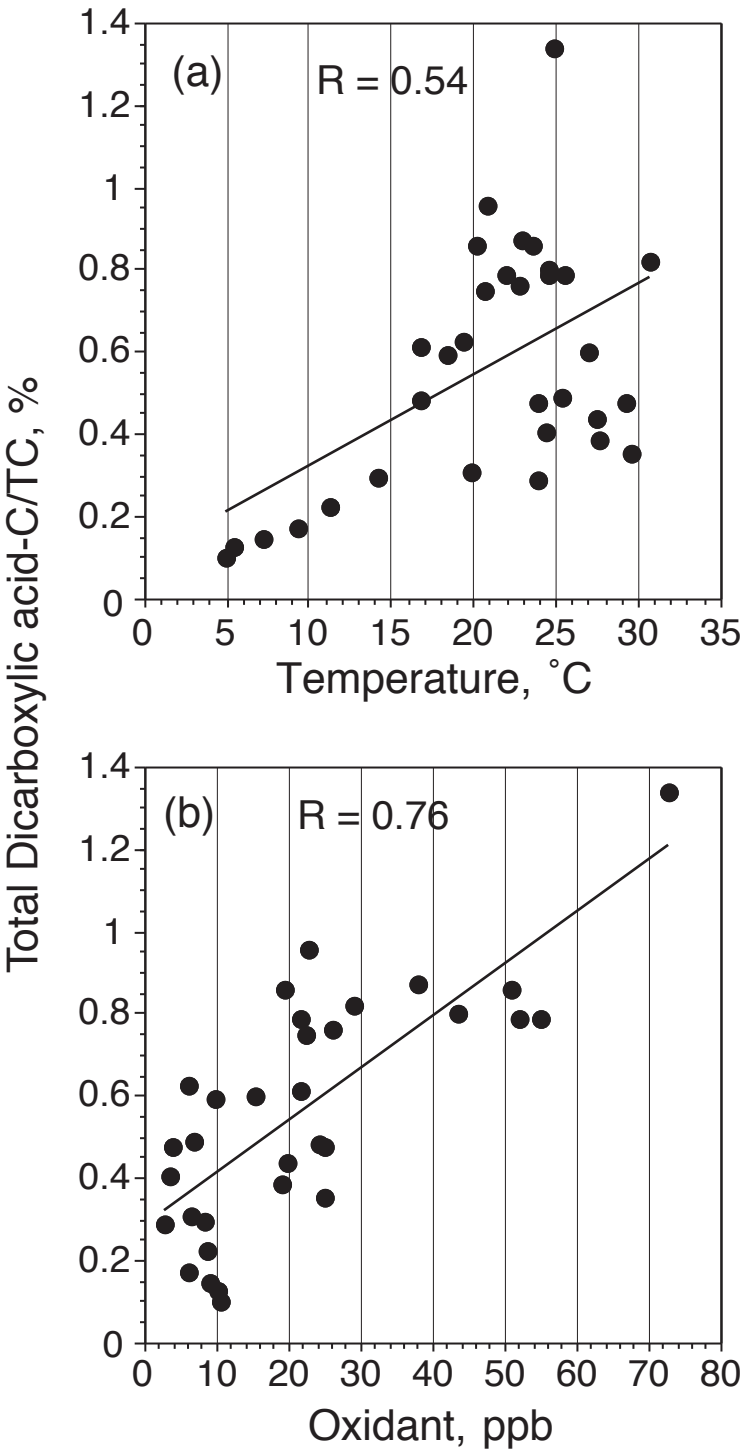 Total Dicarboxylic acid-C/TC, %
(a)
R = 0.54
1.4
1.2
1
0.8
0.6
0.4
0.2
0
0 5 10 15 20 25 30 35
Temperature, ˚C
(b)
R = 0.76
1.4
1.2
1
0.8
0.6
0.4
0.2
0
0 10 20 30 40 50 60 70 80
Oxidant, ppb